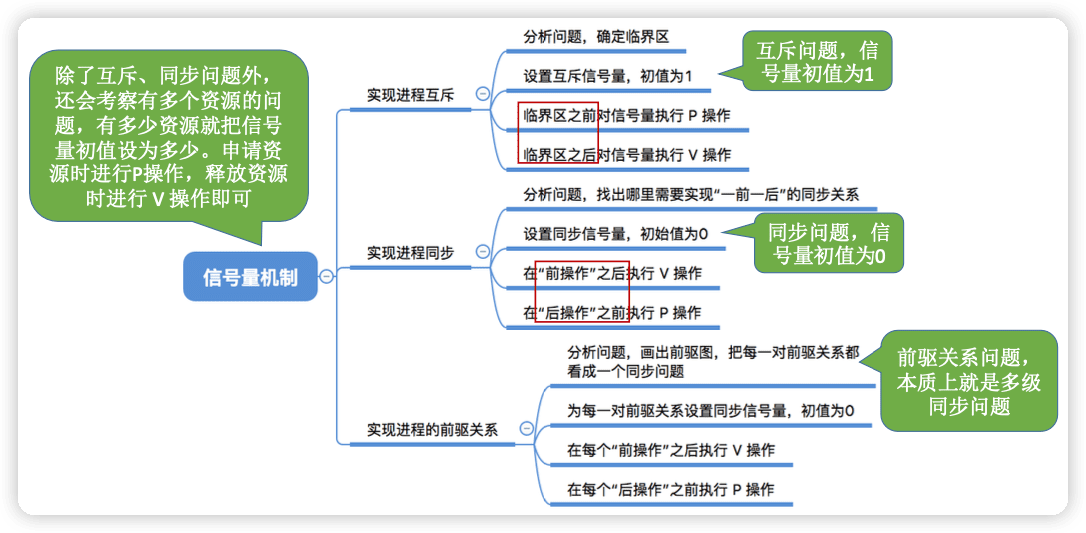 除了互斥、同步问题外，
还会考察有多个资源的问
题，有多少资源就把信号
量初值设为多少。申请资
源时进行P操作，释放资源
时进行 V 操作即可
信号量机制
实现进程互斥
分析问题，确定临界区
设置互斥信号量，初值为1
互斥问题，信
号量初值为1
临界区之前对信号量执行 P 操作
临界区之后对信号量执行 V 操作
实现进程同步
分析问题，找出哪里需要实现“一前一后”的同步关系
设置同步信号量，初始值为0
同步问题，信
号量初值为0
在“前操作”之后执行 V 操作
在“后操作”之前执行 P 操作
实现进程的前驱关系
分析问题，画出前驱图，把每一对前驱关系都
看成一个同步问题
前驱关系问题，
本质上就是多级
同步问题
为每一对前驱关系设置同步信号量，初值为0
在每个“前操作”之后执行 V 操作
在每个“后操作”之前执行 P 操作